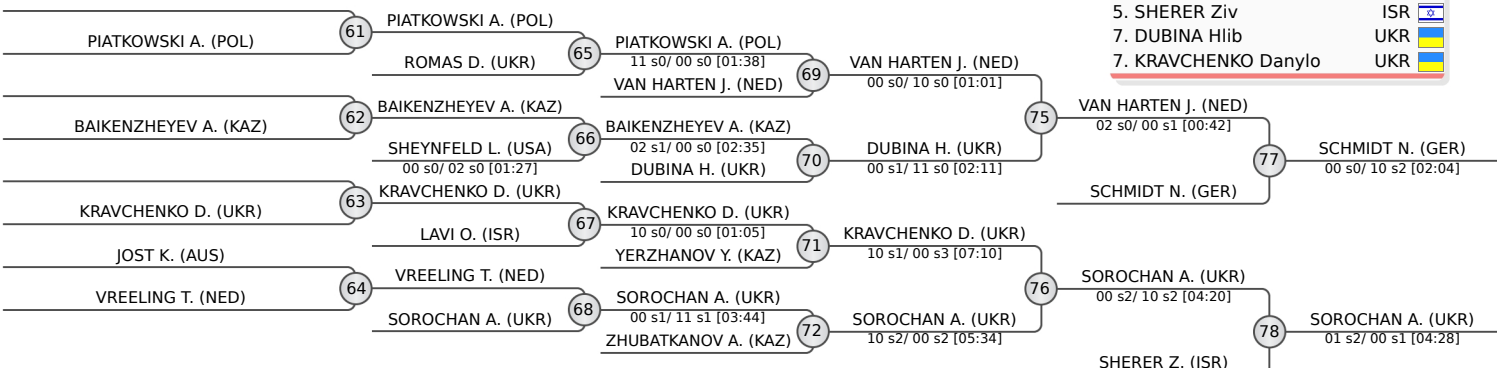 PIATKOWSKI A. (POL)
61
BAIKENZHEYEV A. (KAZ)
62
KRAVCHENKO D. (UKR)
63
JOST K. (AUS)
64
VREELING T. (NED)
PIATKOWSKI A. (POL)
65
ROMAS D. (UKR)
BAIKENZHEYEV A. (KAZ)
66
SHEYNFELD L. (USA)
00 s0/ 02 s0 [01:27]
KRAVCHENKO D. (UKR)
67
LAVI O. (ISR)
VREELING T. (NED)
68
SOROCHAN A. (UKR)
PIATKOWSKI A. (POL)
11 s0/ 00 s0 [01:38]
69
VAN HARTEN J. (NED)
BAIKENZHEYEV A. (KAZ)
02 s1/ 00 s0 [02:35]
70
DUBINA H. (UKR)
KRAVCHENKO D. (UKR)
10 s0/ 00 s0 [01:05]
71
YERZHANOV Y. (KAZ)
SOROCHAN A. (UKR)
00 s1/ 11 s1 [03:44]
72
ZHUBATKANOV A. (KAZ)
VAN HARTEN J. (NED)
00 s0/ 10 s0 [01:01]
75
DUBINA H. (UKR)
00 s1/ 11 s0 [02:11]
KRAVCHENKO D. (UKR)
10 s1/ 00 s3 [07:10]
76
SOROCHAN A. (UKR)
10 s2/ 00 s2 [05:34]
VAN HARTEN J. (NED)
02 s0/ 00 s1 [00:42]
77
SCHMIDT N. (GER)
SOROCHAN A. (UKR)
00 s2/ 10 s2 [04:20]
78
SHERER Z. (ISR)
SCHMIDT N. (GER)
00 s0/ 10 s2 [02:04]
SOROCHAN A. (UKR)
01 s2/ 00 s1 [04:28]
5. SHERER Ziv ISR
7. DUBINA Hlib UKR
7. KRAVCHENKO Danylo UKR